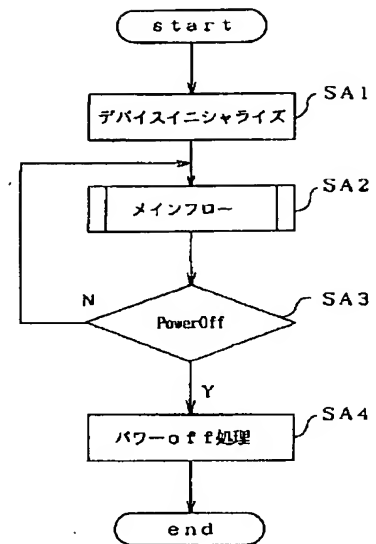 start
デバイスイニシャライズ
SA1
メインフロー
SA2
N
PowerOff
SA3
Y
パワーoff処理
SA4
end